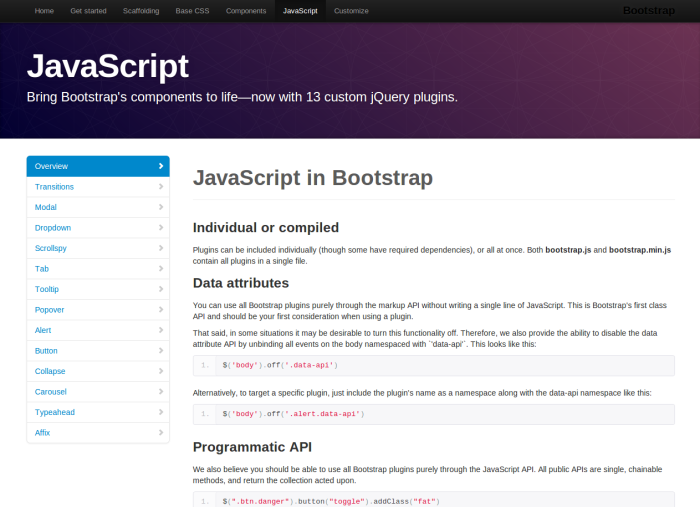 Home Get started Scaffolding Base CSS Components JavaScript Customize Bootstrap
JavaScript
Bring Bootstrap's components to life—now with 13 custom jQuery plugins.
Overview
Transitions
Modal
Dropdown
Scrollspy
Tab
Tooltip
Popover
Alert
Button
Collapse
Carousel
Typeahead
Affix
JavaScript in Bootstrap
Individual or compiled
Plugins can be included individually (though some have required dependencies), or all at once. Both bootstrap.js and bootstrap.min.js
contain all plugins in a single file.
Data attributes
You can use all Bootstrap plugins purely through the markup API without writing a single line of JavaScript. This is Bootstrap's first class
API and should be your first consideration when using a plugin.
That said, in some situations it may be desirable to turn this functionality off. Therefore, we also provide the ability to disable the data
attribute API by unbinding all events on the body namespaced with `'data-api'`. This looks like this:
1. $('body').off('.data-api')
Alternatively, to target a specific plugin, just include the plugin's name as a namespace along with the data-api namespace like this:
1. $('body').off('.alert.data-api')
Programmatic API
We also believe you should be able to use all Bootstrap plugins purely through the JavaScript API. All public APIs are single, chainable
methods, and return the collection acted upon.
1. $(".btn.danger").button("toggle").addClass("fat")